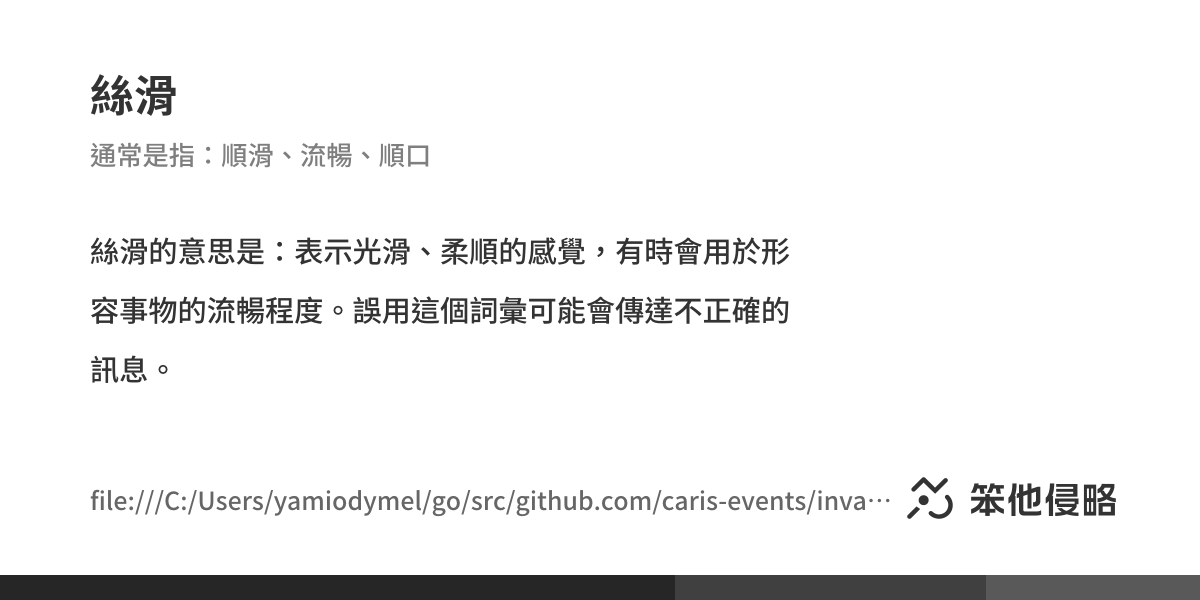 絲滑
通常是指：順滑、流暢、順口
絲滑的意思是：表示光滑、柔順的感覺，有時會用於形
容事物的流暢程度。誤用這個詞彙可能會傳達不正確的
訊息。
file:///C:/Users/yamiodymel/go/src/github.com/caris-events/inva…
笨他侵略